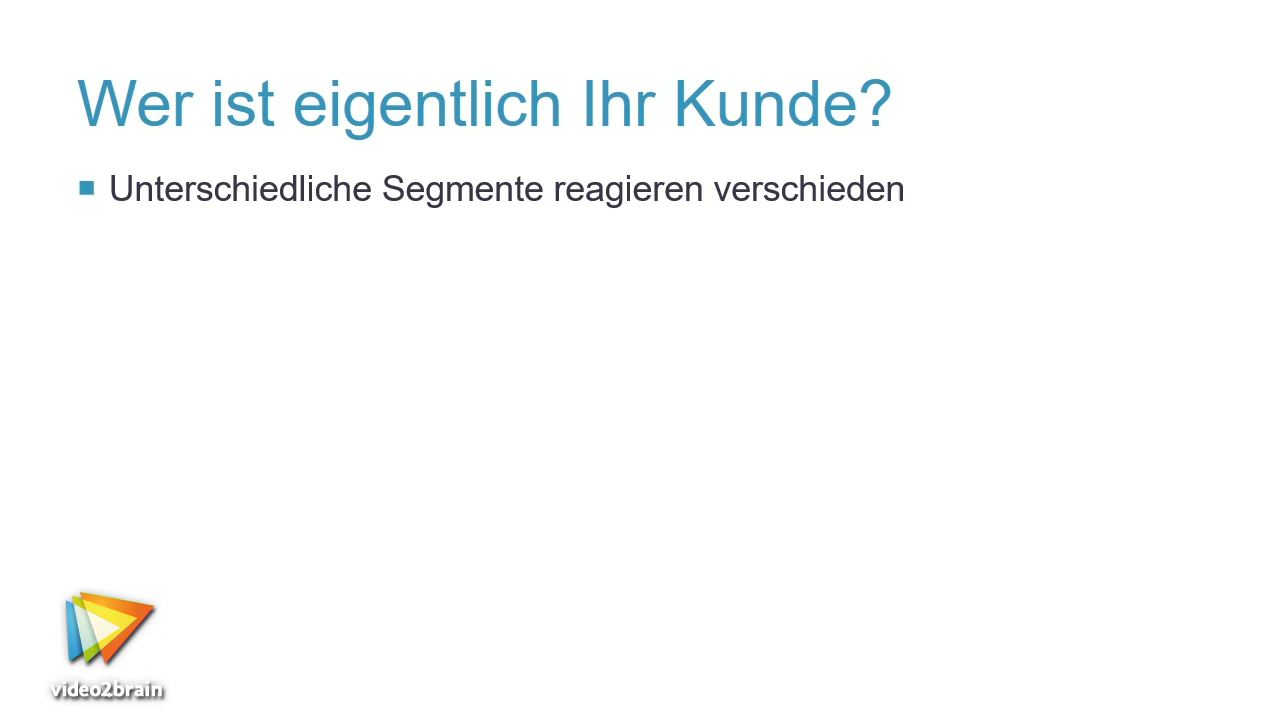 Wer ist eigentlich Ihr Kunde?
Unterschiedliche Segmente reagieren verschieden
video2brain